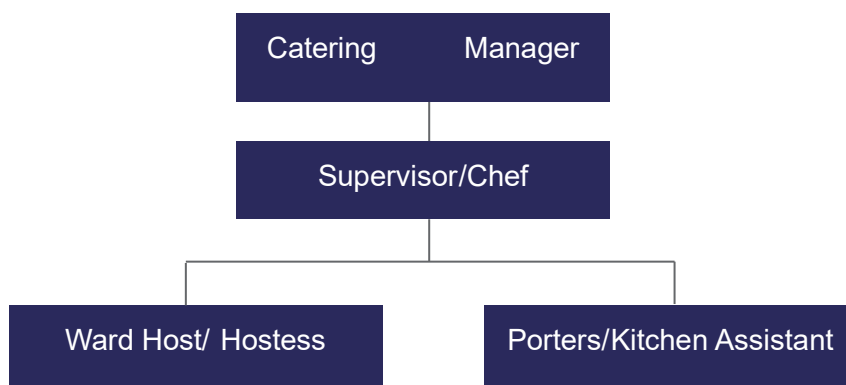 Catering Manager
Supervisor/Chef
Ward Host/ Hostess
Porters/Kitchen Assistant